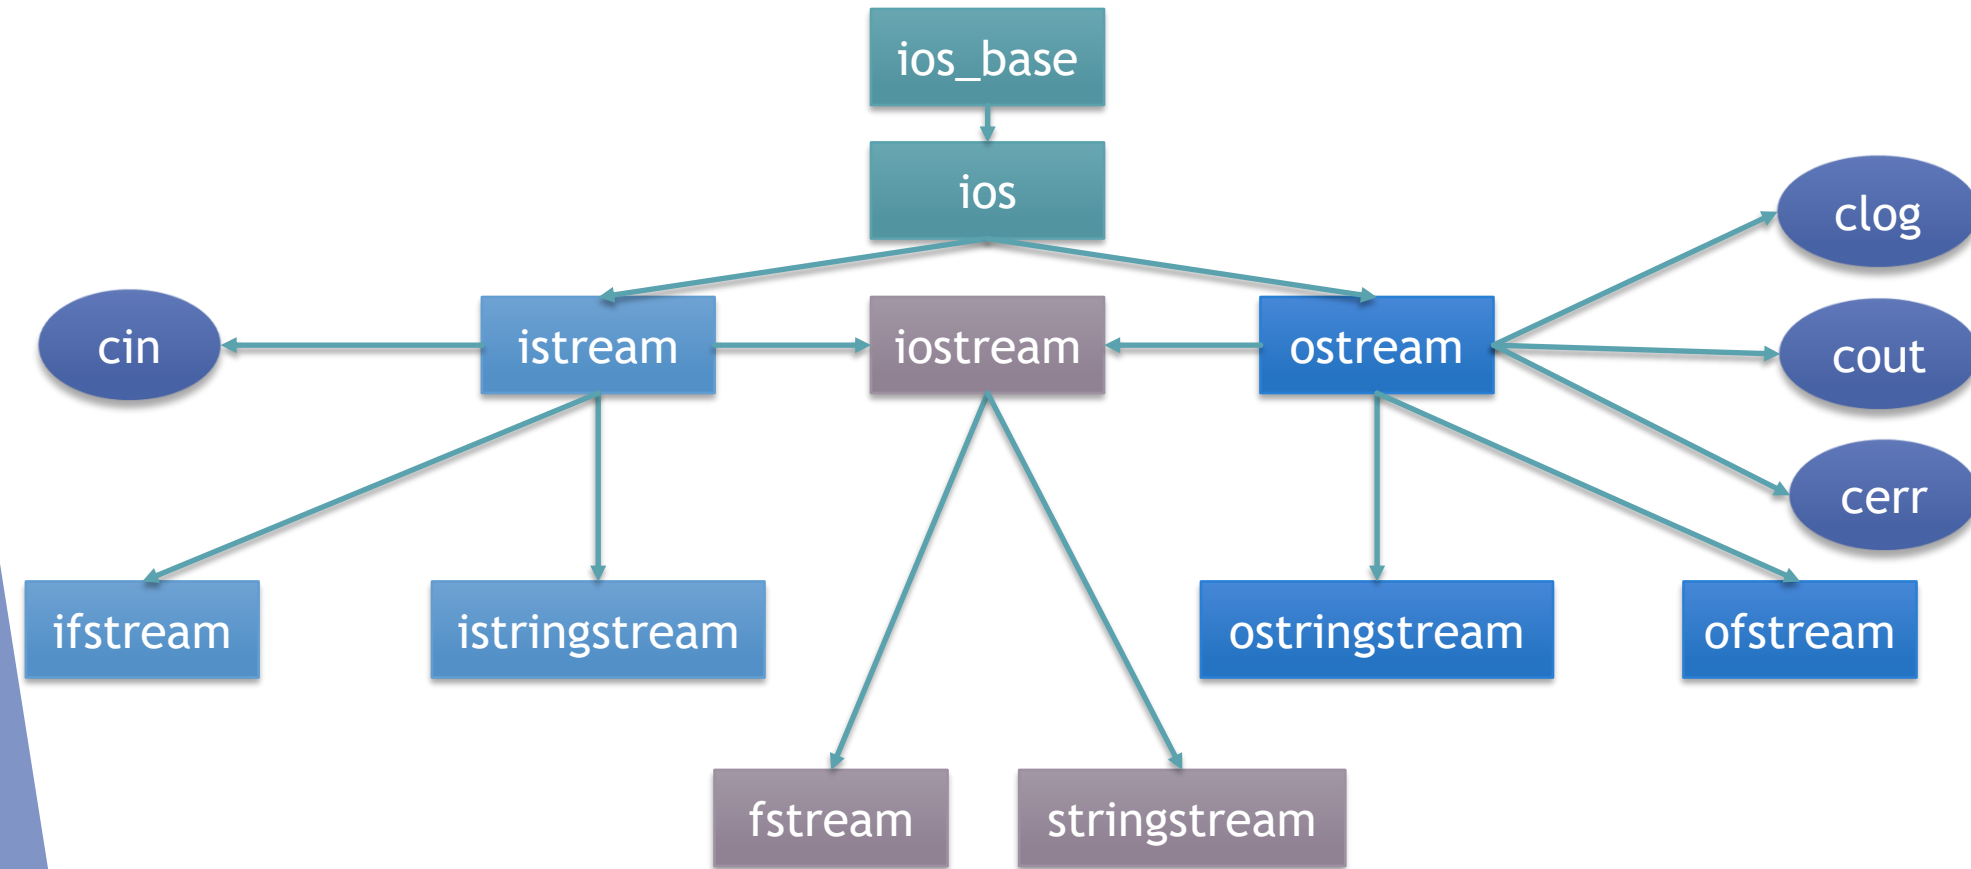 ios_base
ios
clog
cin
istream
iostream
ostream
cout
cerr
ifstream
istringstream
ostringstream
ofstream
fstream
stringstream